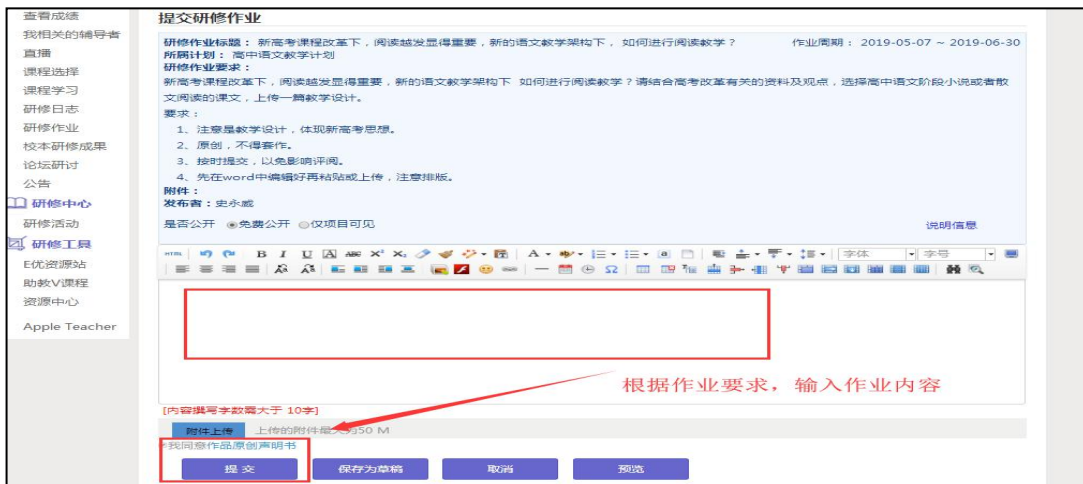 查看成绩
我相关的辅导者
直播
课程选择
课程学习
研修日志
研修作业
校本研修成果
论坛研讨
公告
研修中心
研修活动
研修工具
E优资源站
助教V课程
资源中心
Apple Teacher
提交研修作业
研修作业标题： 新高考课程改革下，阅读越发显得重要，新的语文教学架构下， 如何进行阅读教学？ 作业周期： 2019-05-07 ~ 2019-06-30
所属计划： 高中语文教学计划
研修作业要求：
新高考课程改革下，阅读越发显得重要，新的语文教学架构下 如何进行阅读教学？请结合高考改革有关的资料及观点，选择高中语文阶段小说或者散
文阅读的课文，上传一篇教学设计。
要求：
1、注意是教学设计，体现新高考思想。
2、原创，不得套作。
3、按时提交，以免影响评阅。
4、先在word中编辑好再粘贴或上传，注意排版。
附件：
发布者：史永威
是否公开 免费公开 仅项目可见 说明信息
HTML B I U A ABC X² X₂ A 字体 字号
根据作业要求，输入作业内容
[内容撰写字数需大于 10字]
附件上传 上传的附件最大为50 M
我同意作品原创声明书
提 交 保存为草稿 取消 预览